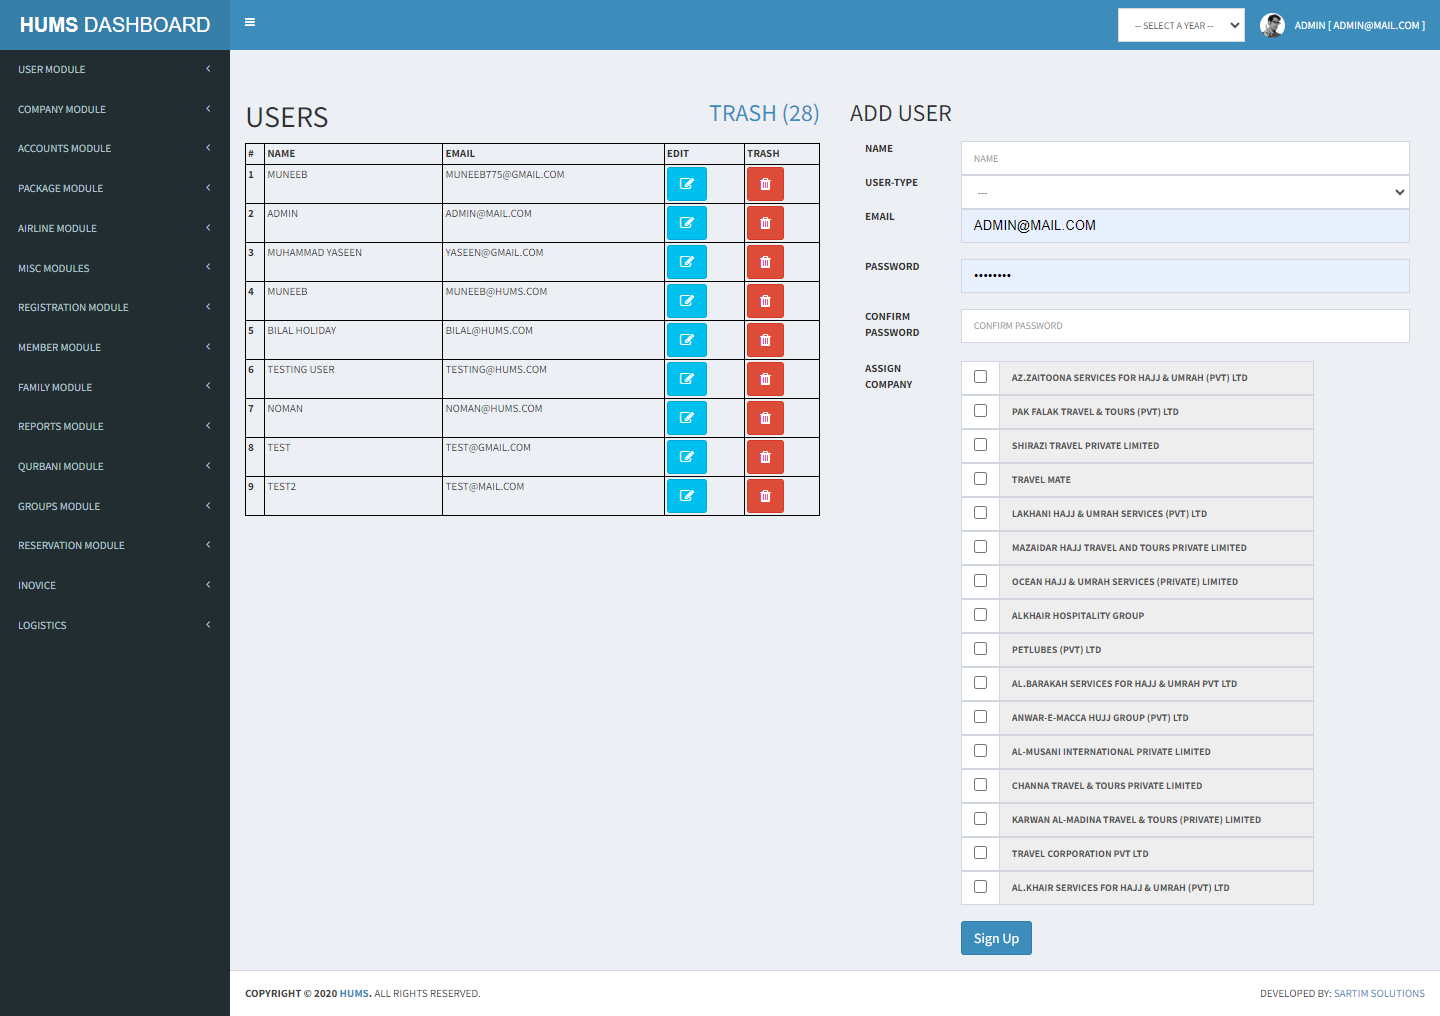 HUMS DASHBOARD
-- SELECT A YEAR --
ADMIN [ ADMIN@MAIL.COM ]
USER MODULE
COMPANY MODULE
ACCOUNTS MODULE
PACKAGE MODULE
AIRLINE MODULE
MISC MODULES
REGISTRATION MODULE
MEMBER MODULE
FAMILY MODULE
REPORTS MODULE
QURBANI MODULE
GROUPS MODULE
RESERVATION MODULE
INOVICE
LOGISTICS
USERS
TRASH (28)
# NAME EMAIL EDIT TRASH
1 MUNEEB MUNEEB775@GMAIL.COM
2 ADMIN ADMIN@MAIL.COM
3 MUHAMMAD YASEEN YASEEN@GMAIL.COM
4 MUNEEB MUNEEB@HUMS.COM
5 BILAL HOLIDAY BILAL@HUMS.COM
6 TESTING USER TESTING@HUMS.COM
7 NOMAN NOMAN@HUMS.COM
8 TEST TEST@GMAIL.COM
9 TEST2 TEST@MAIL.COM
ADD USER
NAME NAME
USER-TYPE ---
EMAIL ADMIN@MAIL.COM
PASSWORD ••••••••
CONFIRM PASSWORD CONFIRM PASSWORD
ASSIGN COMPANY
AZ.ZAITOONA SERVICES FOR HAJJ & UMRAH (PVT) LTD
PAK FALAK TRAVEL & TOURS (PVT) LTD
SHIRAZI TRAVEL PRIVATE LIMITED
TRAVEL MATE
LAKHANI HAJJ & UMRAH SERVICES (PVT) LTD
MAZAIDAR HAJJ TRAVEL AND TOURS PRIVATE LIMITED
OCEAN HAJJ & UMRAH SERVICES (PRIVATE) LIMITED
ALKHAIR HOSPITALITY GROUP
PETLUBES (PVT) LTD
AL.BARAKAH SERVICES FOR HAJJ & UMRAH PVT LTD
ANWAR-E-MACCA HUJJ GROUP (PVT) LTD
AL-MUSANI INTERNATIONAL PRIVATE LIMITED
CHANNA TRAVEL & TOURS PRIVATE LIMITED
KARWAN AL-MADINA TRAVEL & TOURS (PRIVATE) LIMITED
TRAVEL CORPORATION PVT LTD
AL.KHAIR SERVICES FOR HAJJ & UMRAH (PVT) LTD
Sign Up
COPYRIGHT © 2020 HUMS. ALL RIGHTS RESERVED.
DEVELOPED BY: SARTIM SOLUTIONS